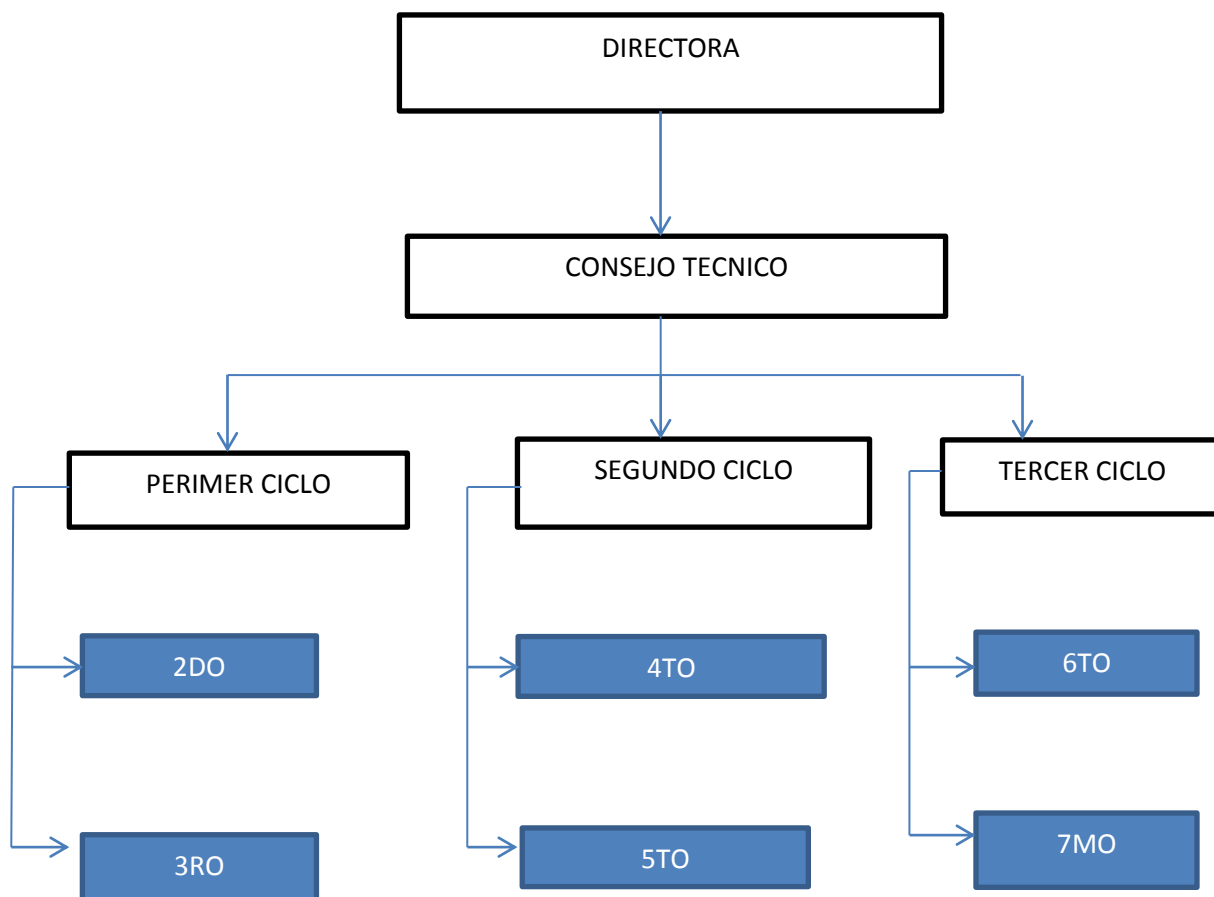 DIRECTORA
CONSEJO TECNICO
PERIMER CICLO
SEGUNDO CICLO
TERCER CICLO
2DO
4TO
6TO
3RO
5TO
7MO